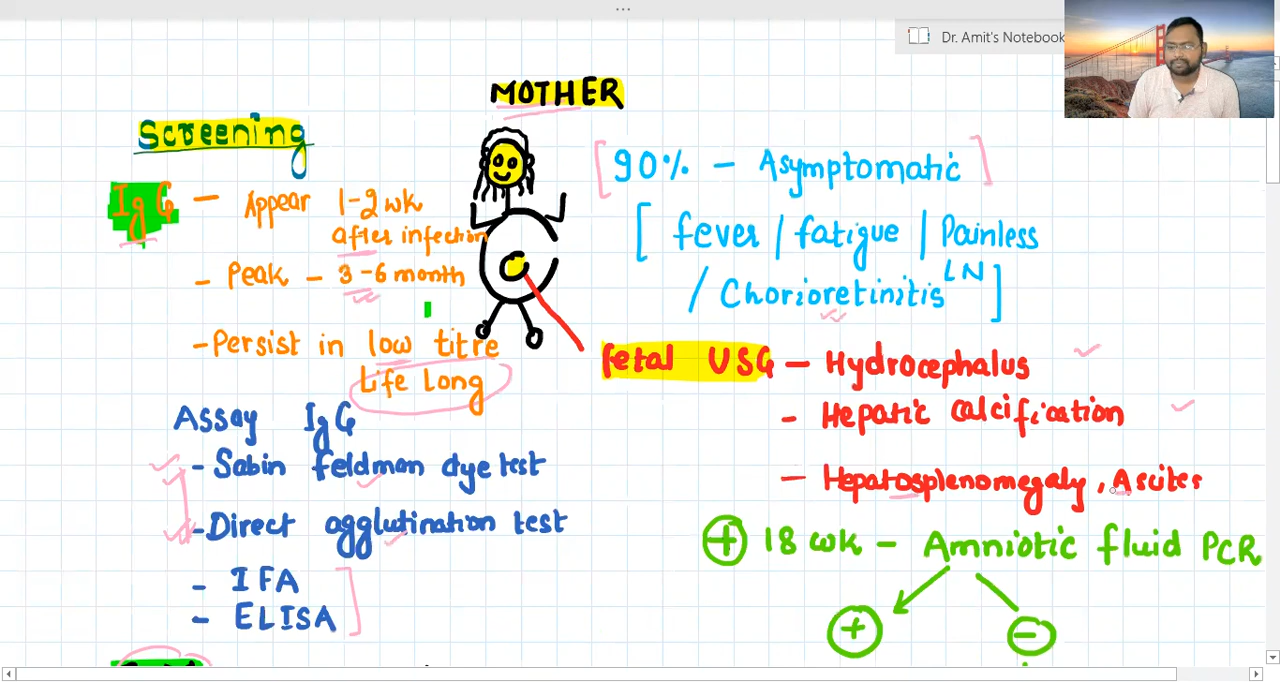 Dr. Amit's Notebook
MOTHER
Screening
IgG - Appear 1-2 wk
after infection
- Peak - 3-6 month
- Persist in low titre
Life Long
Assay IgG
- Sabin feldman dye test
- Direct agglutination test
- IFA
- ELISA
[90% - Asymptomatic]
[fever / fatigue / Painless
LN
/ Chorioretinitis]
fetal USG - Hydrocephalus
- Hepatic calcification
- Hepatosplenomegaly, Ascites
+ 18 wk - Amniotic fluid PCR
+ -